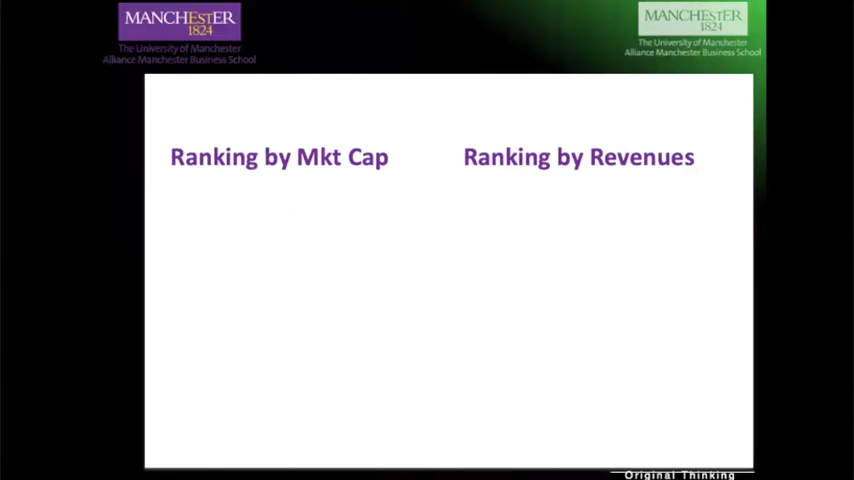 MANCHESTER
1824
The University of Manchester
Alliance Manchester Business School
MANCHESTER
1824
The University of Manchester
Alliance Manchester Business School
Ranking by Mkt Cap
Ranking by Revenues
Original Thinking